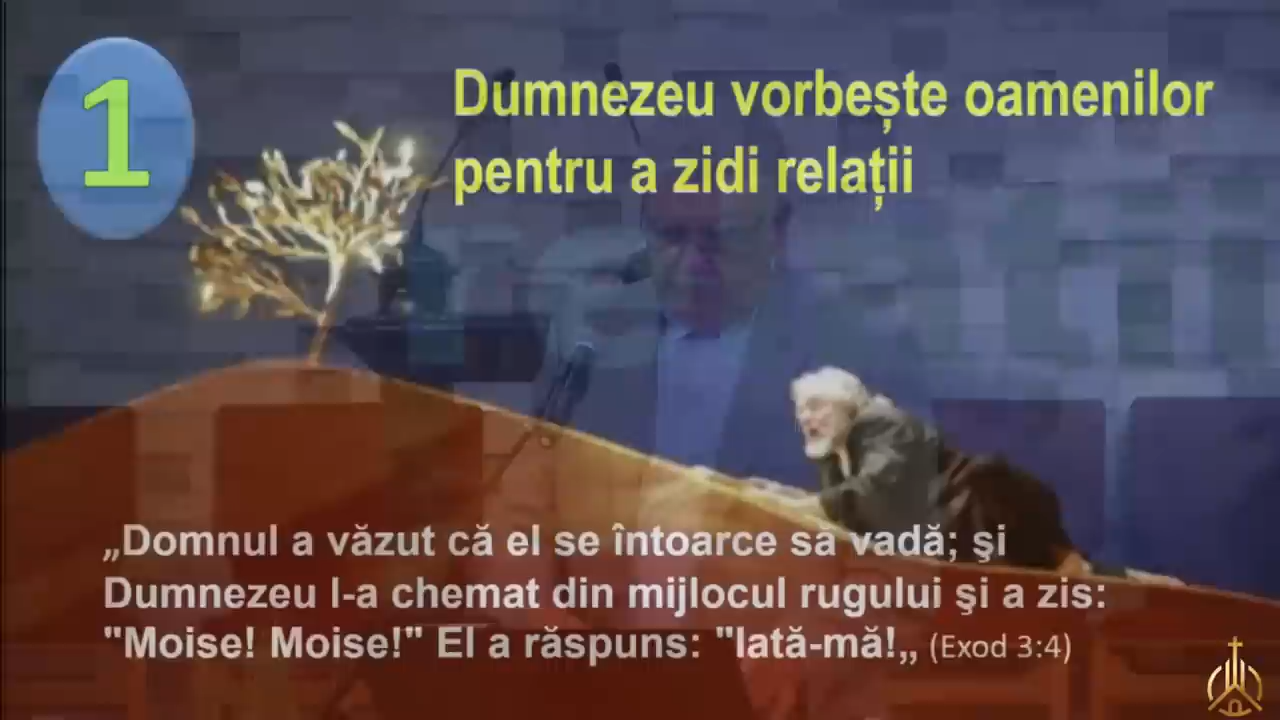 1
Dumnezeu vorbește oamenilor
pentru a zidi relații
„Domnul a văzut că el se întoarce să vadă; şi
Dumnezeu l-a chemat din mijlocul rugului şi a zis:
"Moise! Moise!" El a răspuns: "Iată-mă!„ (Exod 3:4)